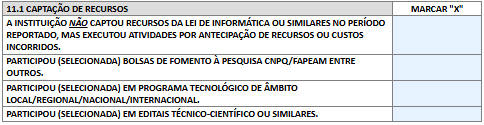 11.1 CAPTAÇÃO DE RECURSOS MARCAR "X"
A INSTITUIÇÃO NÃO CAPTOU RECURSOS DA LEI DE INFORMÁTICA OU SIMILARES NO PERÍODO
REPORTADO, MAS EXECUTOU ATIVIDADES POR ANTECIPAÇÃO DE RECURSOS OU CUSTOS
INCORRIDOS.
PARTICIPOU (SELECIONADA) BOLSAS DE FOMENTO À PESQUISA CNPQ/FAPEAM ENTRE
OUTROS.
PARTICIPOU (SELECIONADA) EM PROGRAMA TECNOLÓGICO DE ÂMBITO
LOCAL/REGIONAL/NACIONAL/INTERNACIONAL.
PARTICIPOU (SELECIONADA) EM EDITAIS TÉCNICO-CIENTÍFICO OU SIMILARES.